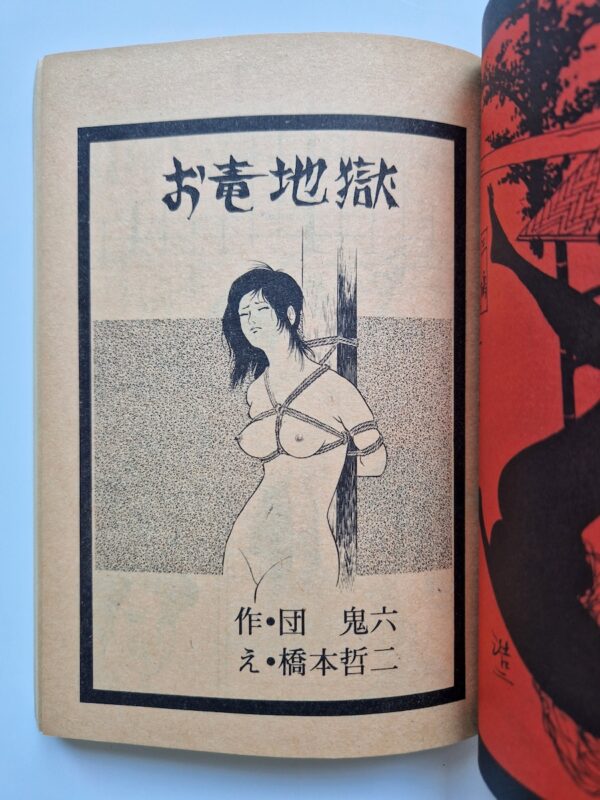 お竜地獄
作・団　鬼六
え・橋本哲二